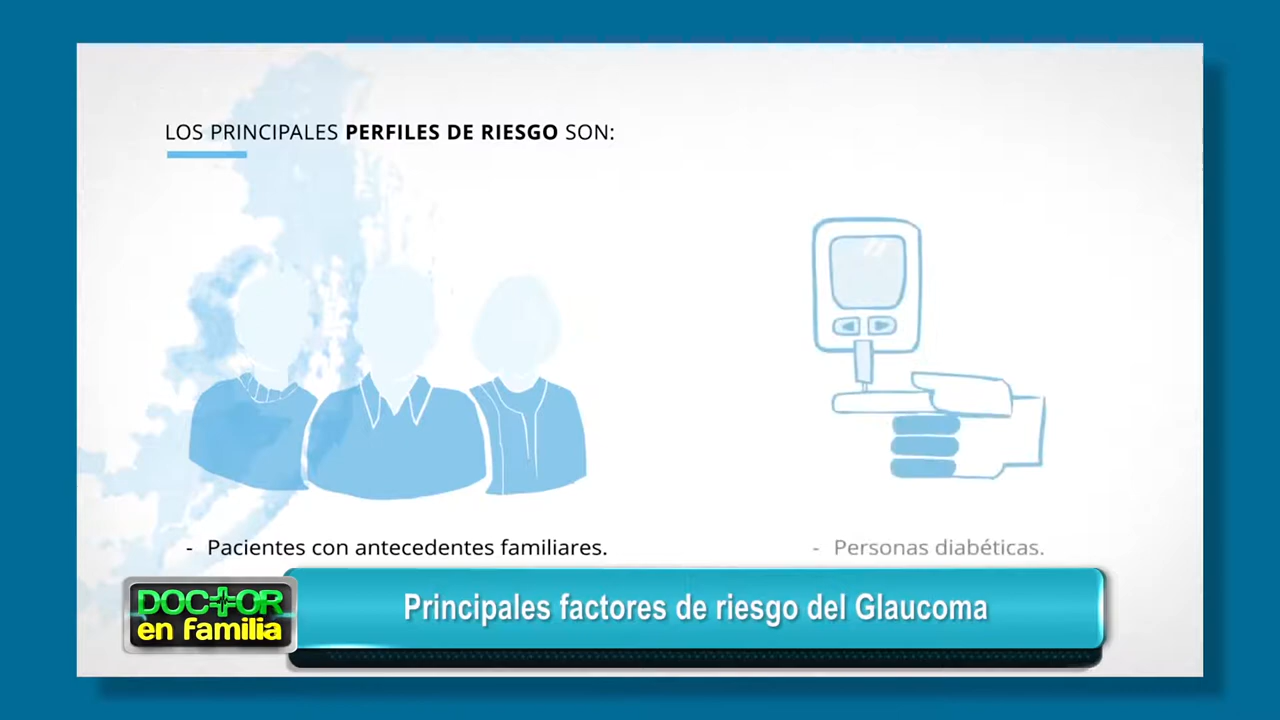 LOS PRINCIPALES PERFILES DE RIESGO SON:
- Pacientes con antecedentes familiares.
- Personas diabéticas.
DOCTOR
en Familia
Principales factores de riesgo del Glaucoma